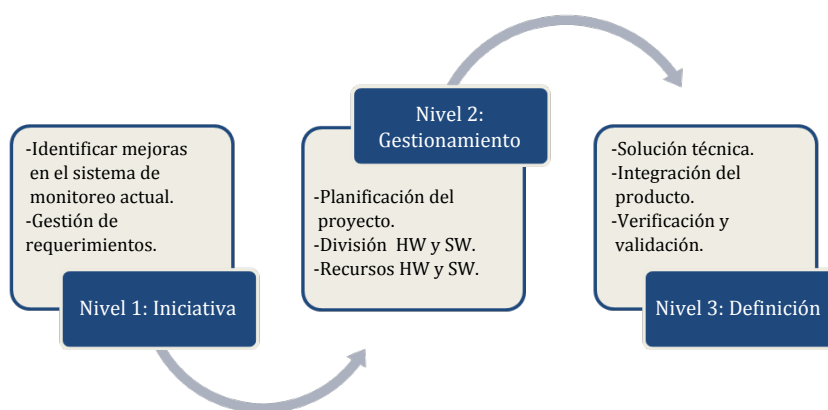 -Identificar mejoras
en el sistema de
monitoreo actual.
-Gestión de
requerimientos.
Nivel 1: Iniciativa
Nivel 2:
Gestionamiento
-Planificación del
proyecto.
-División HW y SW.
-Recursos HW y SW.
-Solución técnica.
-Integración del
producto.
-Verificación y
validación.
Nivel 3: Definición